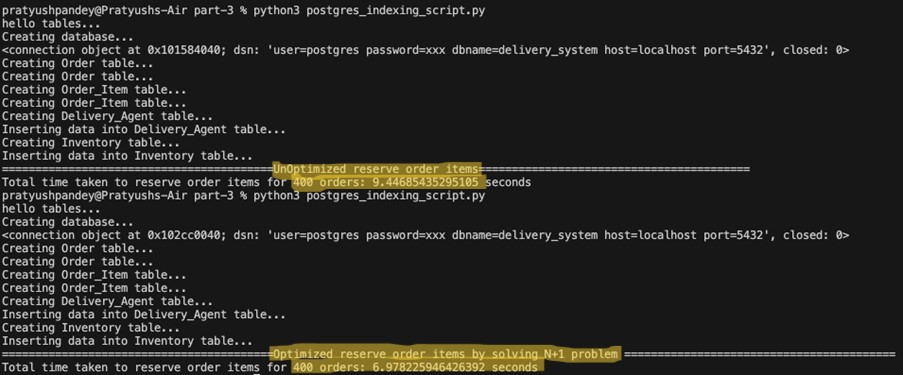 pratyushpandey@Pratyushs-Air part-3 % python3 postgres_indexing_script.py
hello tables...
Creating database...
<connection object at 0x101584040; dsn: 'user=postgres password=xxx dbname=delivery_system host=localhost port=5432', closed: 0>
Creating Order table...
Creating Order table...
Creating Order_Item table...
Creating Order_Item table...
Creating Delivery_Agent table...
Inserting data into Delivery_Agent table...
Creating Inventory table...
Inserting data into Inventory table...
========================================UnOptimized reserve order items========================================
Total time taken to reserve order items for 400 orders: 9.44685435295105 seconds
pratyushpandey@Pratyushs-Air part-3 % python3 postgres_indexing_script.py
hello tables...
Creating database...
<connection object at 0x102cc0040; dsn: 'user=postgres password=xxx dbname=delivery_system host=localhost port=5432', closed: 0>
Creating Order table...
Creating Order table...
Creating Order_Item table...
Creating Order_Item table...
Creating Delivery_Agent table...
Inserting data into Delivery_Agent table...
Creating Inventory table...
Inserting data into Inventory table...
========================================Optimized reserve order items by solving N+1 problem ========================================
Total time taken to reserve order items for 400 orders: 6.978225946426392 seconds